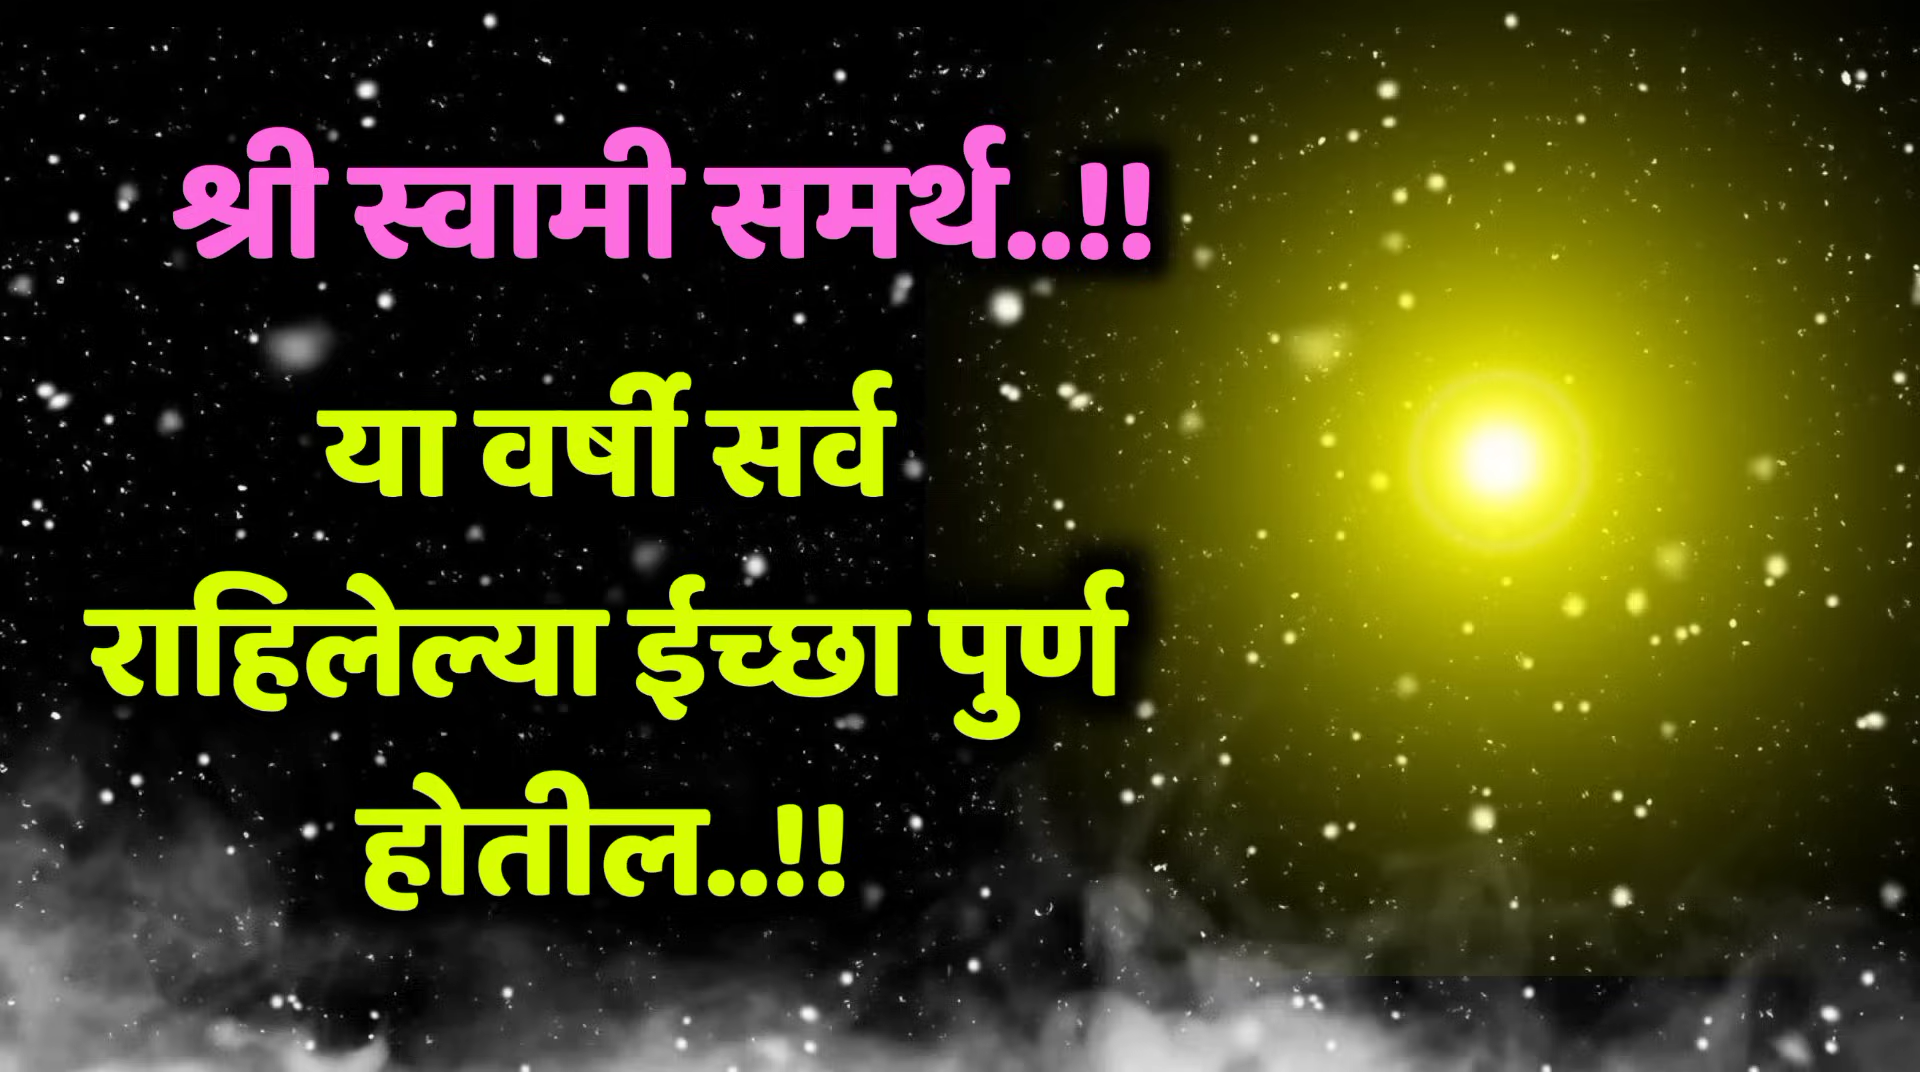 श्री स्वामी समर्थ..!!
या वर्षी सर्व
राहिलेल्या ईच्छा पुर्ण
होतील..!!